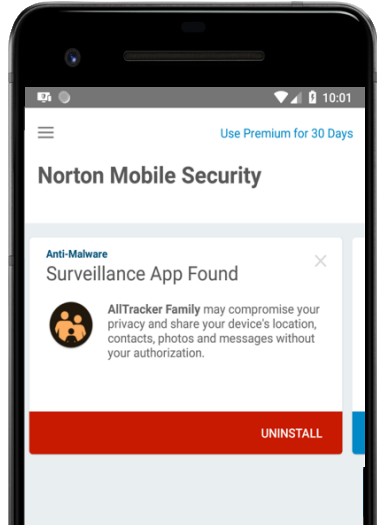 10:01
Use Premium for 30 Days
Norton Mobile Security
Anti-Malware
Surveillance App Found
AllTracker Family may compromise your
privacy and share your device's location,
contacts, photos and messages without
your authorization.
UNINSTALL